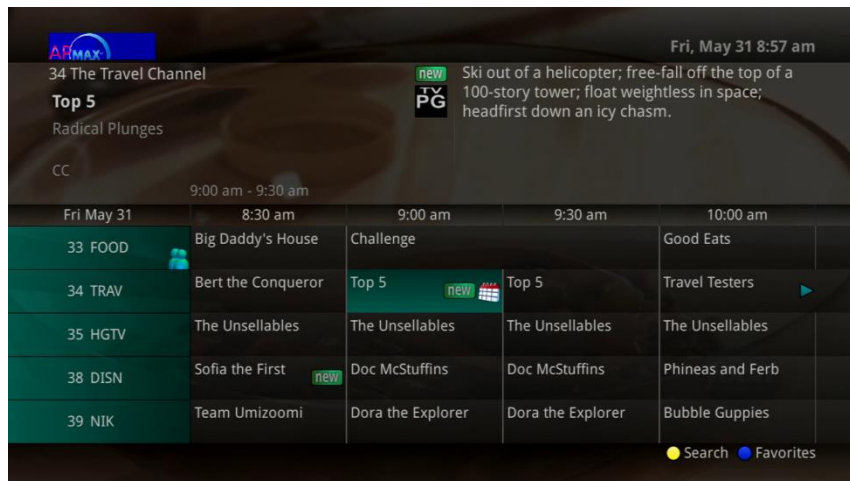 ARMAX
Fri, May 31 8:57 am
34 The Travel Channel
Top 5
Radical Plunges
CC
9:00 am - 9:30 am
new
TV
PG
Ski out of a helicopter; free-fall off the top of a
100-story tower; float weightless in space;
headfirst down an icy chasm.
Fri May 31 8:30 am 9:00 am 9:30 am 10:00 am
33 FOOD Big Daddy's House Challenge Good Eats
34 TRAV Bert the Conqueror Top 5 new Top 5 Travel Testers
35 HGTV The Unsellables The Unsellables The Unsellables The Unsellables
38 DISN Sofia the First new Doc McStuffins Doc McStuffins Phineas and Ferb
39 NIK Team Umizoomi Dora the Explorer Dora the Explorer Bubble Guppies
Search Favorites